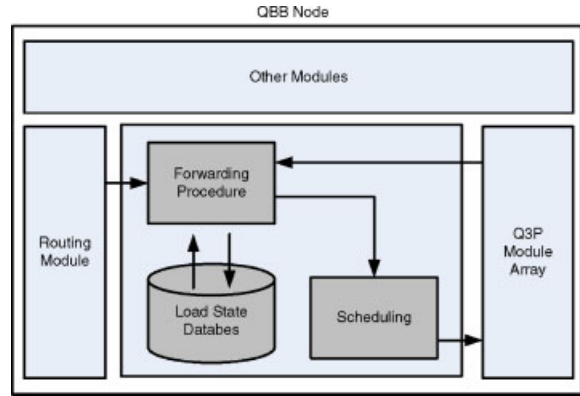 QBB Node
Other Modules
Routing
Module
Forwarding
Procedure
Load State
Databes
Scheduling
Q3P
Module
Array